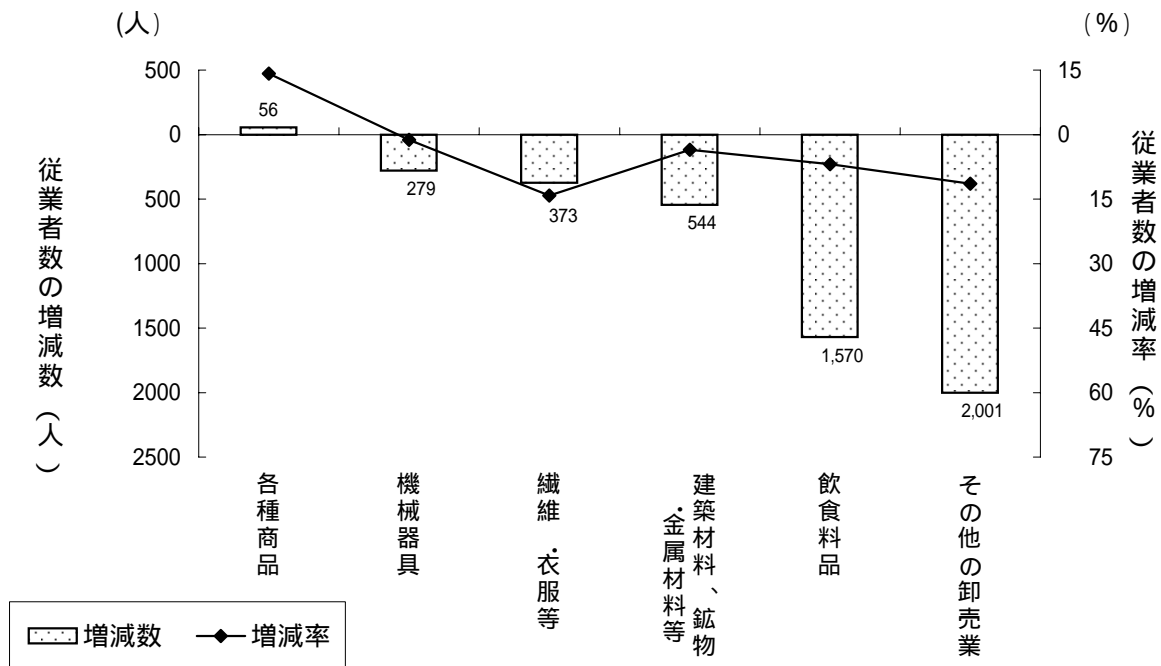 (人)
(%)
500
0
500
1000
1500
2000
2500
15
0
15
30
45
60
75
従業者数の増減数(人)
従業者数の増減率(%)
56
279
373
544
1,570
2,001
各種商品
機械器具
繊維・衣服等
建築材料、鉱物
・金属材料等
飲食料品
その他の卸売業
増減数
増減率